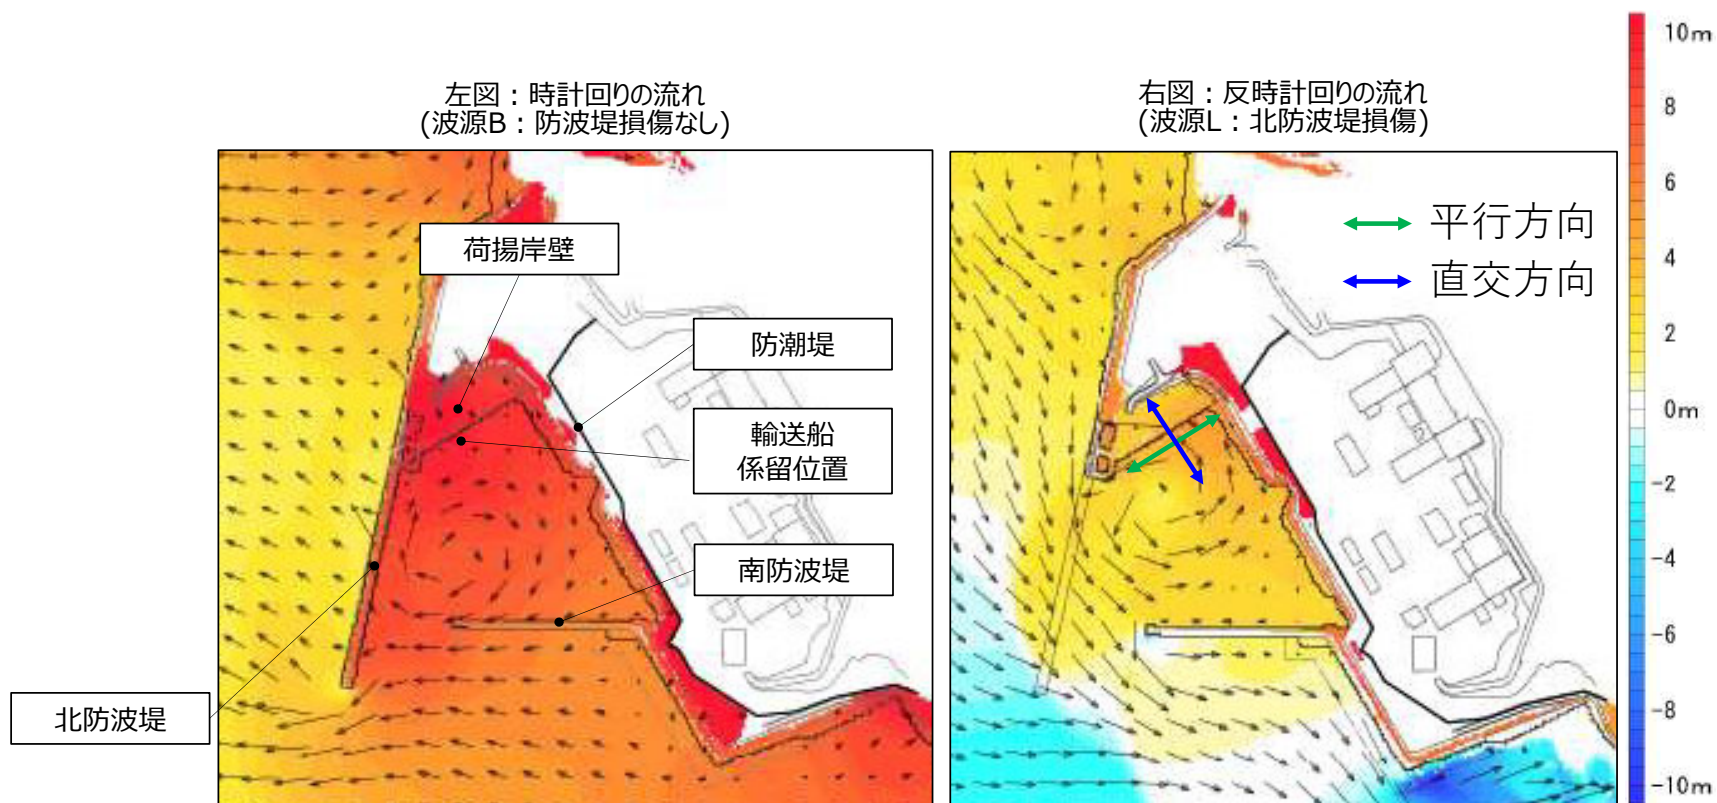 左図：時計回りの流れ
(波源B：防波堤損傷なし)
右図：反時計回りの流れ
(波源L：北防波堤損傷)
荷揚岸壁
防潮堤
輸送船
係留位置
南防波堤
北防波堤
平行方向
直交方向
10m
8
6
4
2
0m
-2
-4
-6
-8
-10m